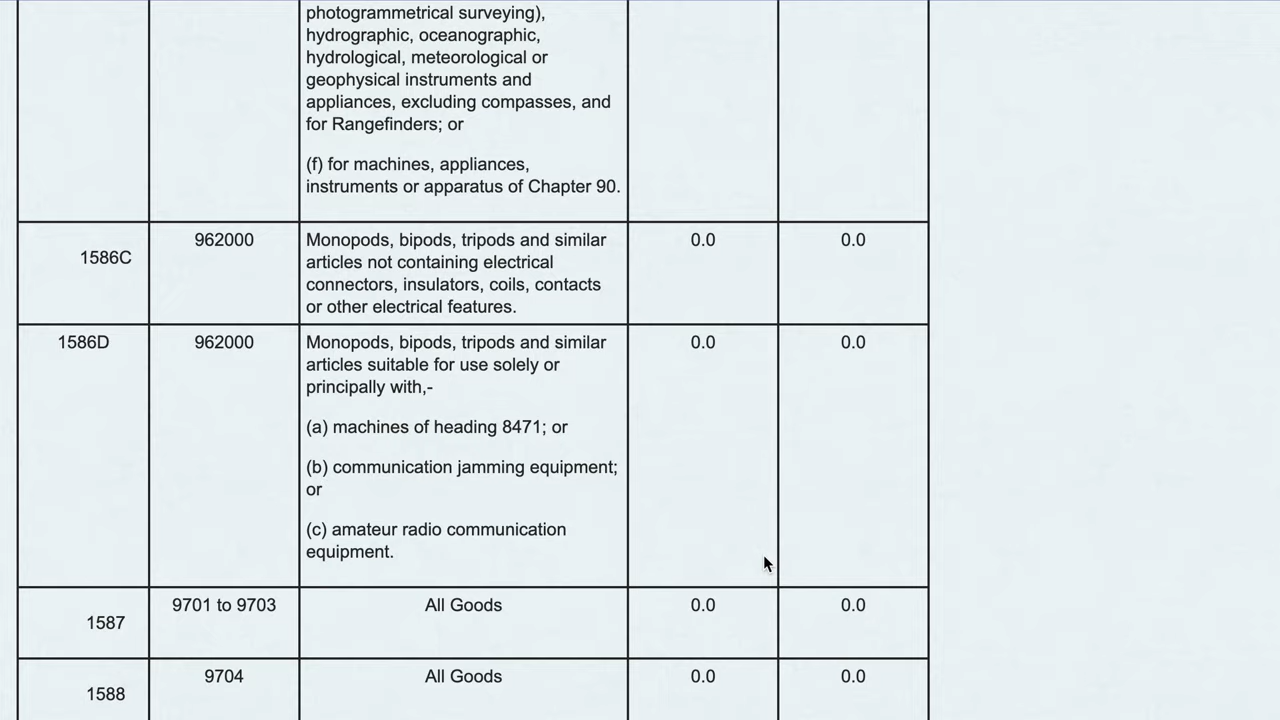 photogrammetrical surveying),
hydrographic, oceanographic,
hydrological, meteorological or
geophysical instruments and
appliances, excluding compasses, and
for Rangefinders; or
(f) for machines, appliances,
instruments or apparatus of Chapter 90.
1586C
962000
Monopods, bipods, tripods and similar
articles not containing electrical
connectors, insulators, coils, contacts
or other electrical features.
0.0
0.0
1586D
962000
Monopods, bipods, tripods and similar
articles suitable for use solely or
principally with,-
(a) machines of heading 8471; or
(b) communication jamming equipment;
or
(c) amateur radio communication
equipment.
0.0
0.0
1587
9701 to 9703
All Goods
0.0
0.0
1588
9704
All Goods
0.0
0.0